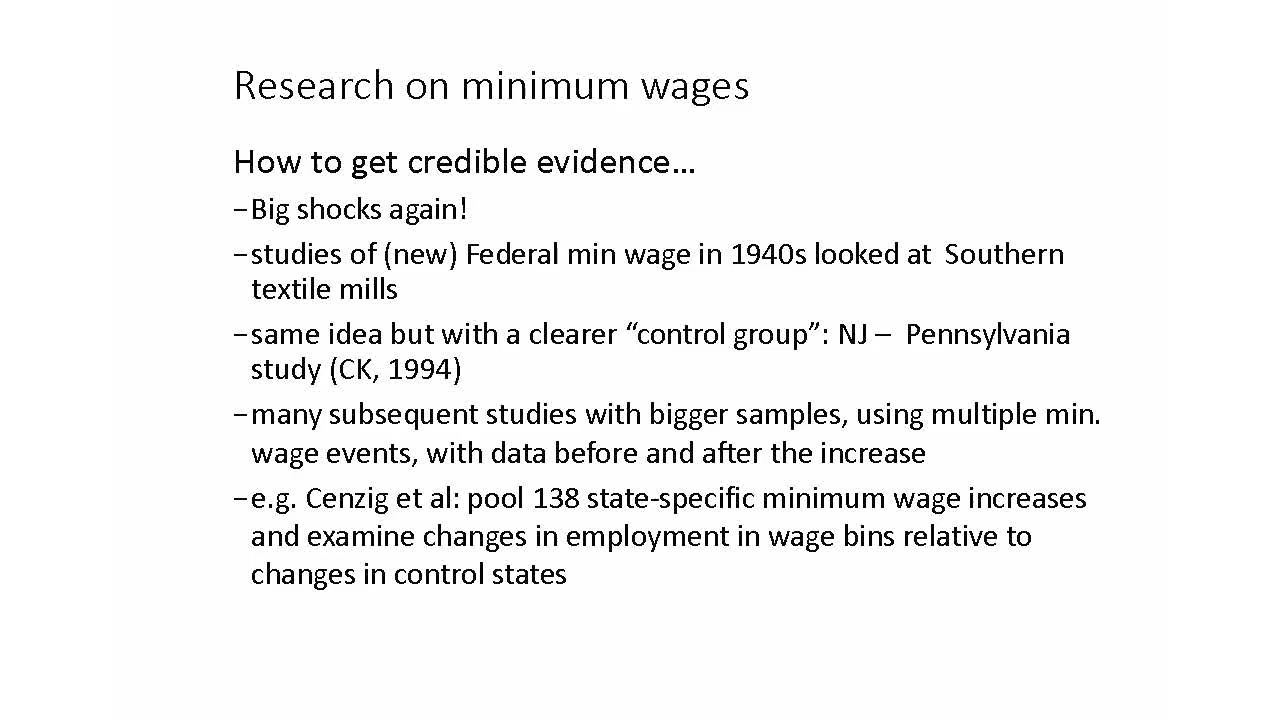 Research on minimum wages
How to get credible evidence…
–Big shocks again!
–studies of (new) Federal min wage in 1940s looked at Southern
textile mills
–same idea but with a clearer “control group”: NJ – Pennsylvania
study (CK, 1994)
–many subsequent studies with bigger samples, using multiple min.
wage events, with data before and after the increase
–e.g. Cenzig et al: pool 138 state-specific minimum wage increases
and examine changes in employment in wage bins relative to
changes in control states